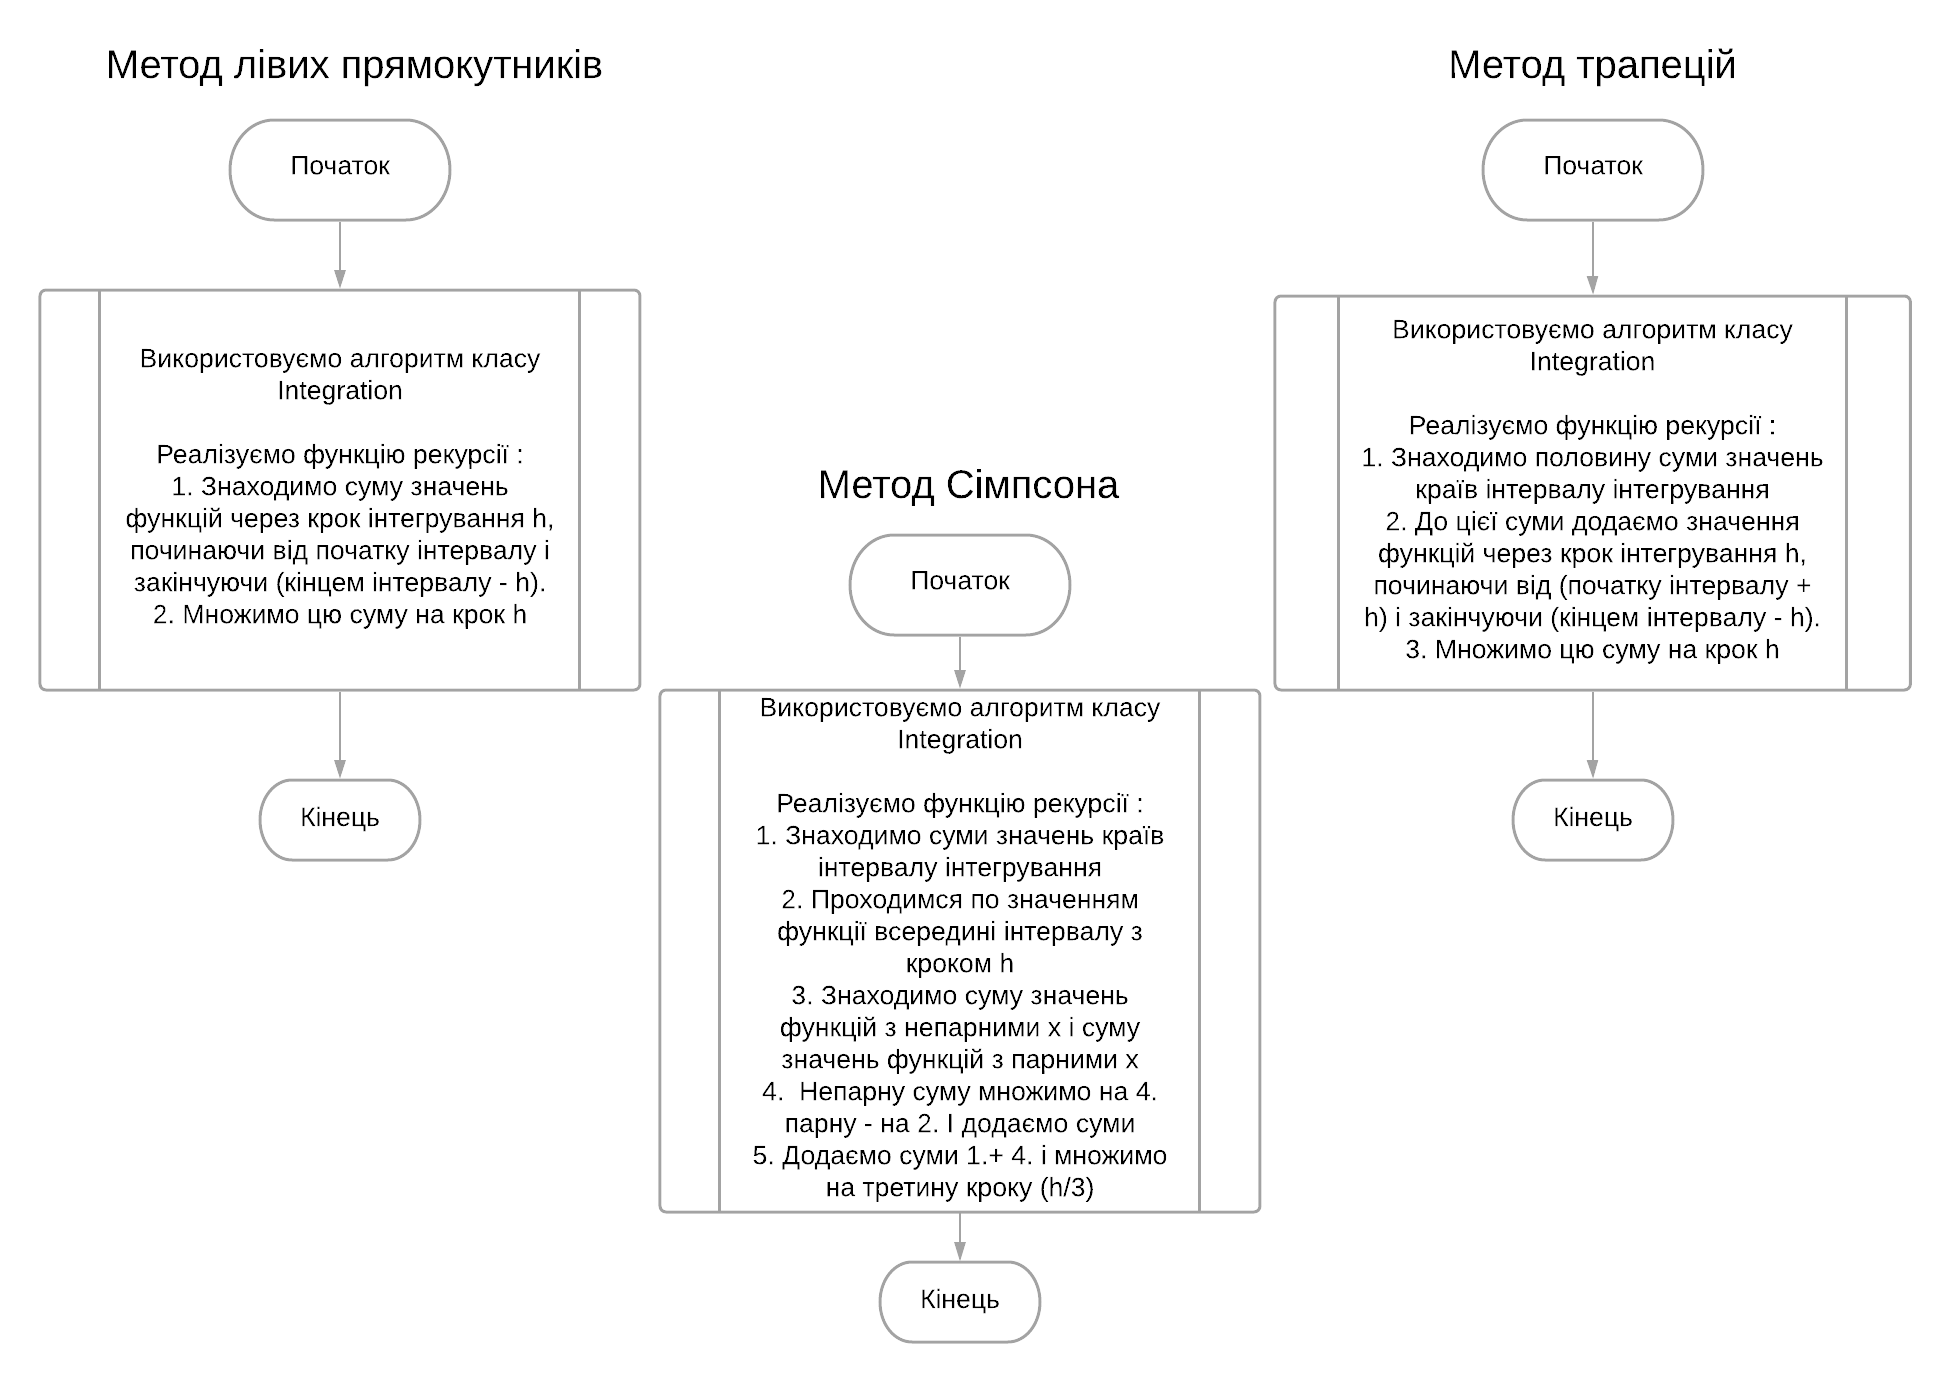 Метод лівих прямокутників
Початок
Використовуємо алгоритм класу
Integration
Реалізуємо функцію рекурсії :
1. Знаходимо суму значень
функцій через крок інтегрування h,
починаючи від початку інтервалу і
закінчуючи (кінцем інтервалу - h).
2. Множимо цю суму на крок h
Кінець
Метод Сімпсона
Початок
Використовуємо алгоритм класу
Integration
Реалізуємо функцію рекурсії :
1. Знаходимо суми значень країв
інтервалу інтегрування
2. Проходимся по значенням
функції всередині інтервалу з
кроком h
3. Знаходимо суму значень
функцій з непарними x і суму
значень функцій з парними x
4.  Непарну суму множимо на 4.
парну - на 2. І додаємо суми
5. Додаємо суми 1.+ 4. і множимо
на третину кроку (h/3)
Кінець
Метод трапецій
Початок
Використовуємо алгоритм класу
Integration
Реалізуємо функцію рекурсії :
1. Знаходимо половину суми значень
країв інтервалу інтегрування
2. До цієї суми додаємо значення
функцій через крок інтегрування h,
починаючи від (початку інтервалу +
h) і закінчуючи (кінцем інтервалу - h).
3. Множимо цю суму на крок h
Кінець